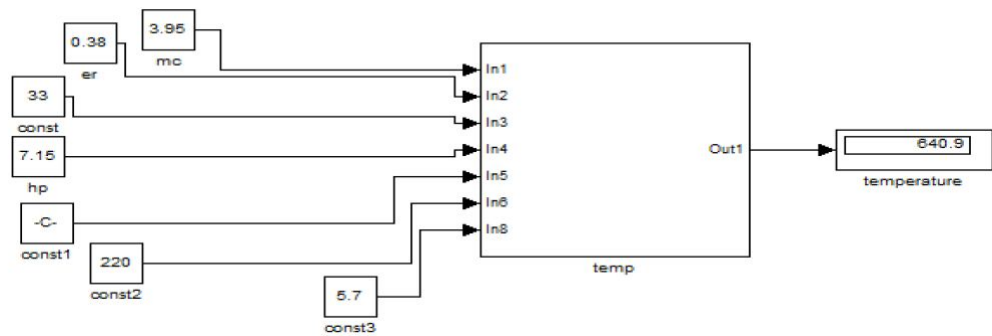 3.95
mc
0.38
er
33
const
7.15
hp
-C-
const1
220
const2
5.7
const3
In1
In2
In3
In4
In5
In6
In8
Out1
temp
640.9
temperature